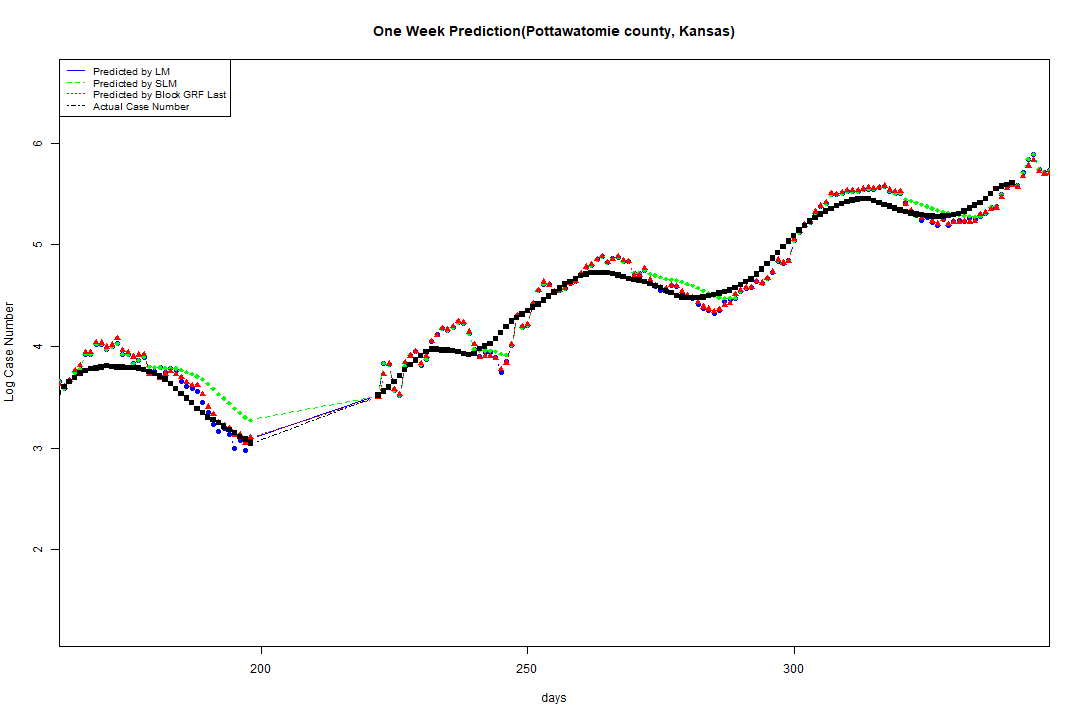 One Week Prediction(Pottawatomie county, Kansas)
Predicted by LM
Predicted by SLM
Predicted by Block GRF Last
Actual Case Number
6
5
4
3
2
Log Case Number
200
250
300
days